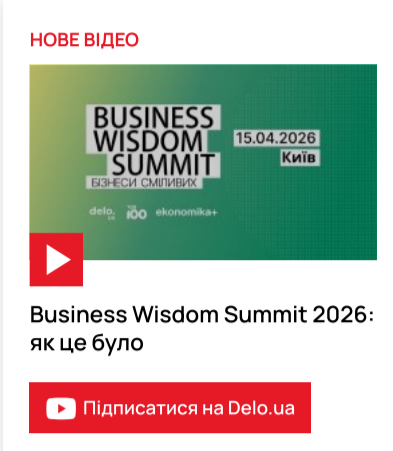 НОВЕ ВІДЕО
BUSINESS
WISDOM
SUMMIT
БІЗНЕСИ СМІЛИВИХ
15.04.2026
Київ
delo.ua
ТОП 100
ekonomika+
Business Wisdom Summit 2026:
як це було
Підписатися на Delo.ua